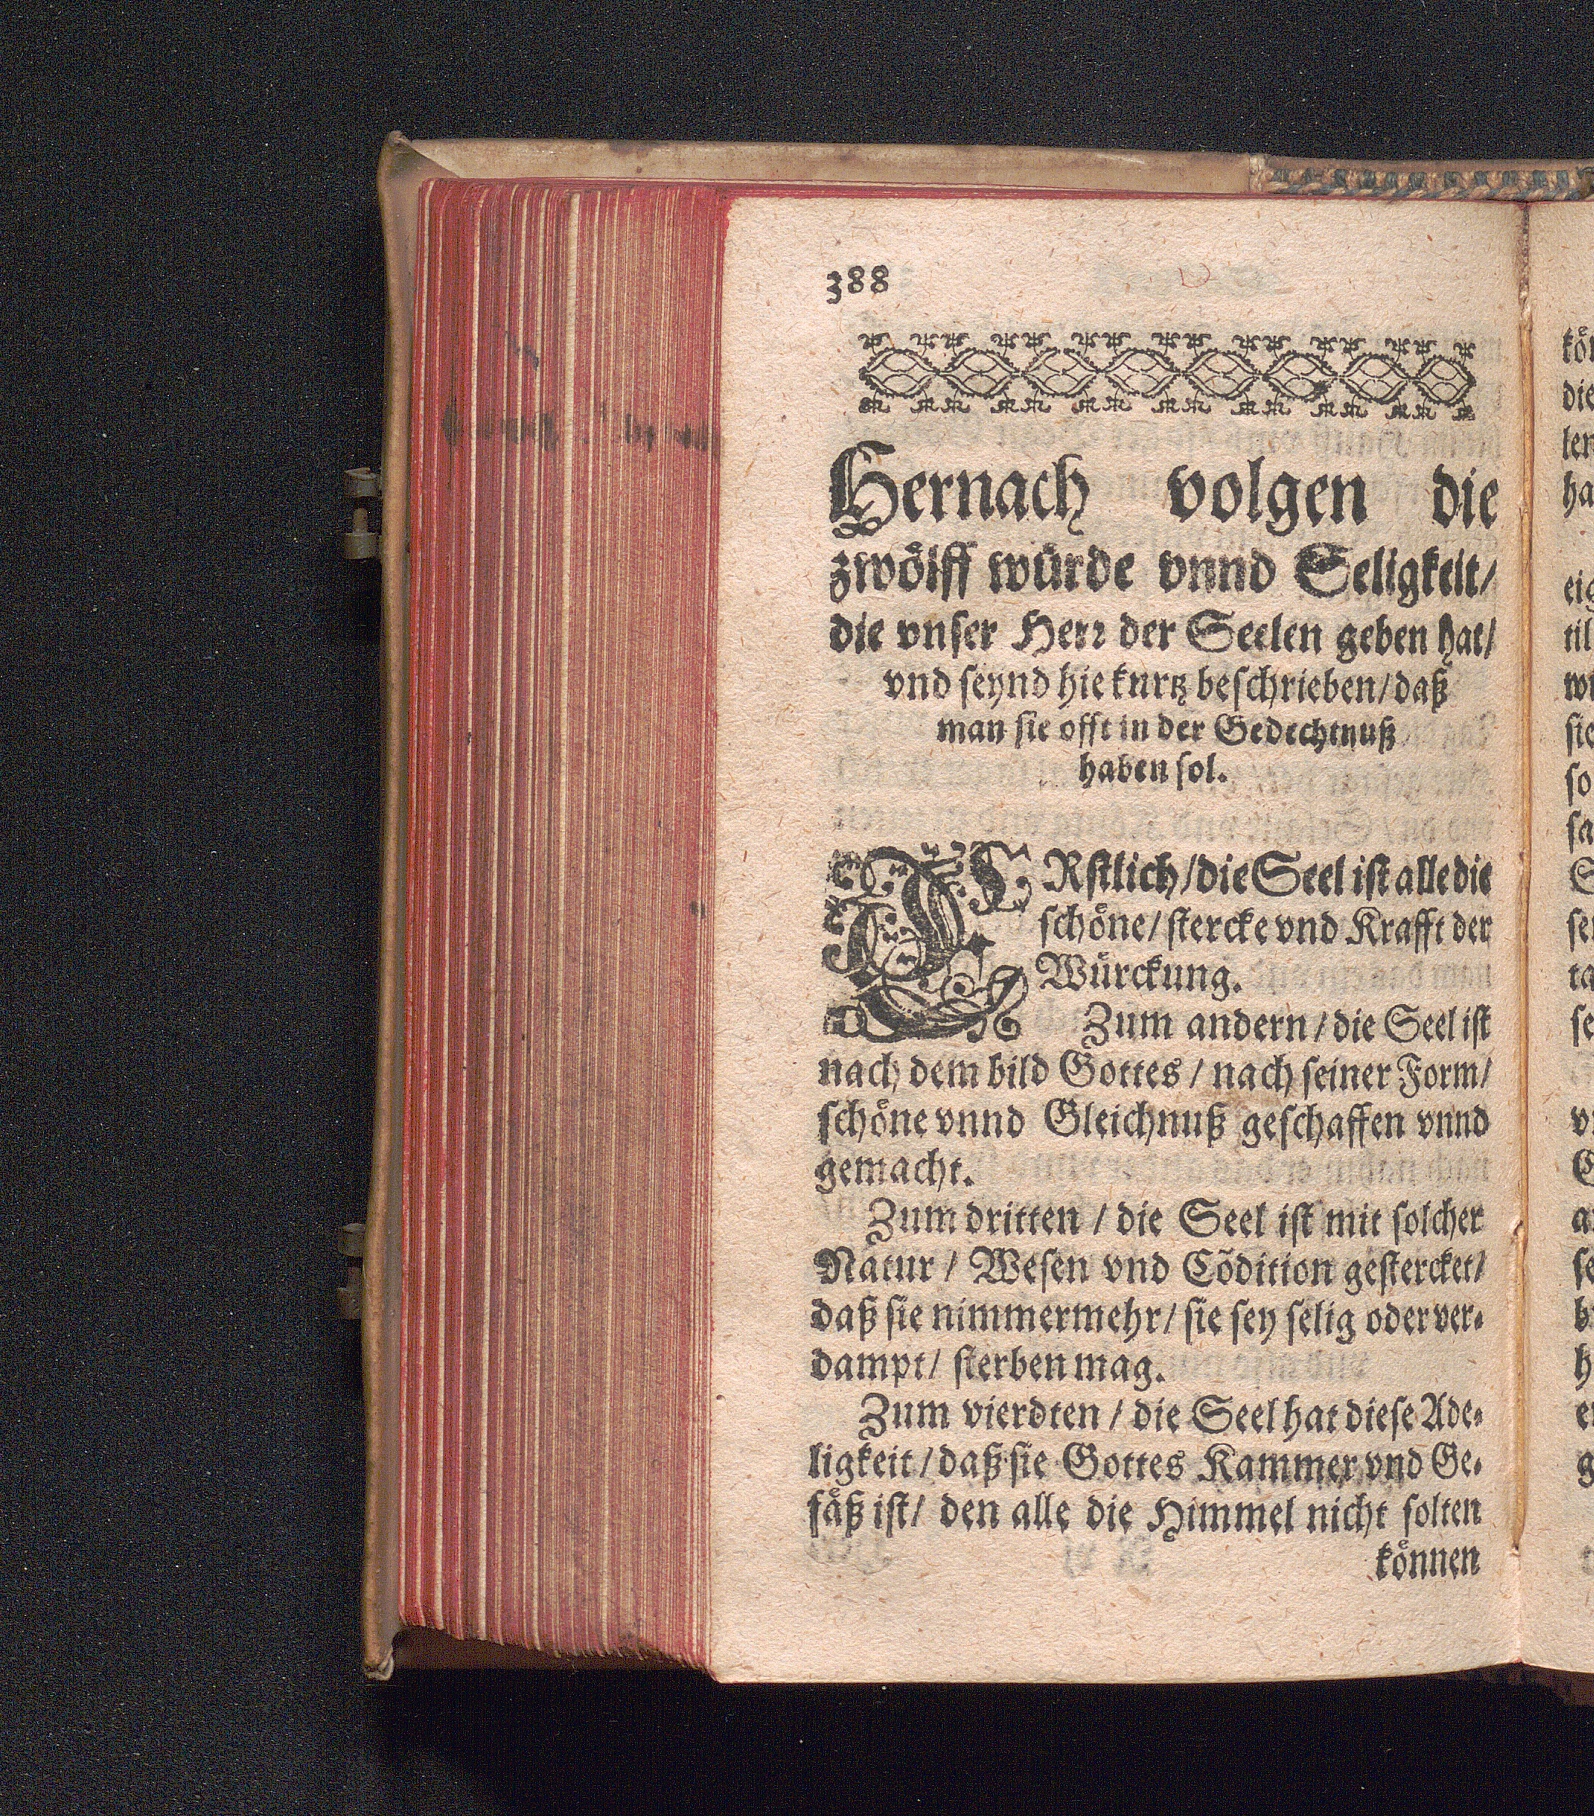 388
Hernach volgen die
zwölff würde vnnd Seligkeit/
die vnser Herr der Seelen geben hat/
vnd seynd hie kurtz beschrieben/daß
man sie offt in der Gedechtnuß
haben sol.
ERstlich/die Seel ist alle die
schöne/stercke vnd Krafft der
Würckung.
Zum andern/die Seel ist
nach dem bild Gottes/nach seiner Form/
schöne vnnd Gleichnuß geschaffen vnnd
gemacht.
Zum dritten/die Seel ist mit solcher
Natur/Wesen vnd Cõdition gestercket/
daß sie nimmermehr/sie sey selig oder ver-
dampt/sterben mag.
Zum vierdten/die Seel hat diese Ade-
ligkeit/daß sie Gottes Kammer vnd Ge-
fäß ist/den alle die Himmel nicht solten
können